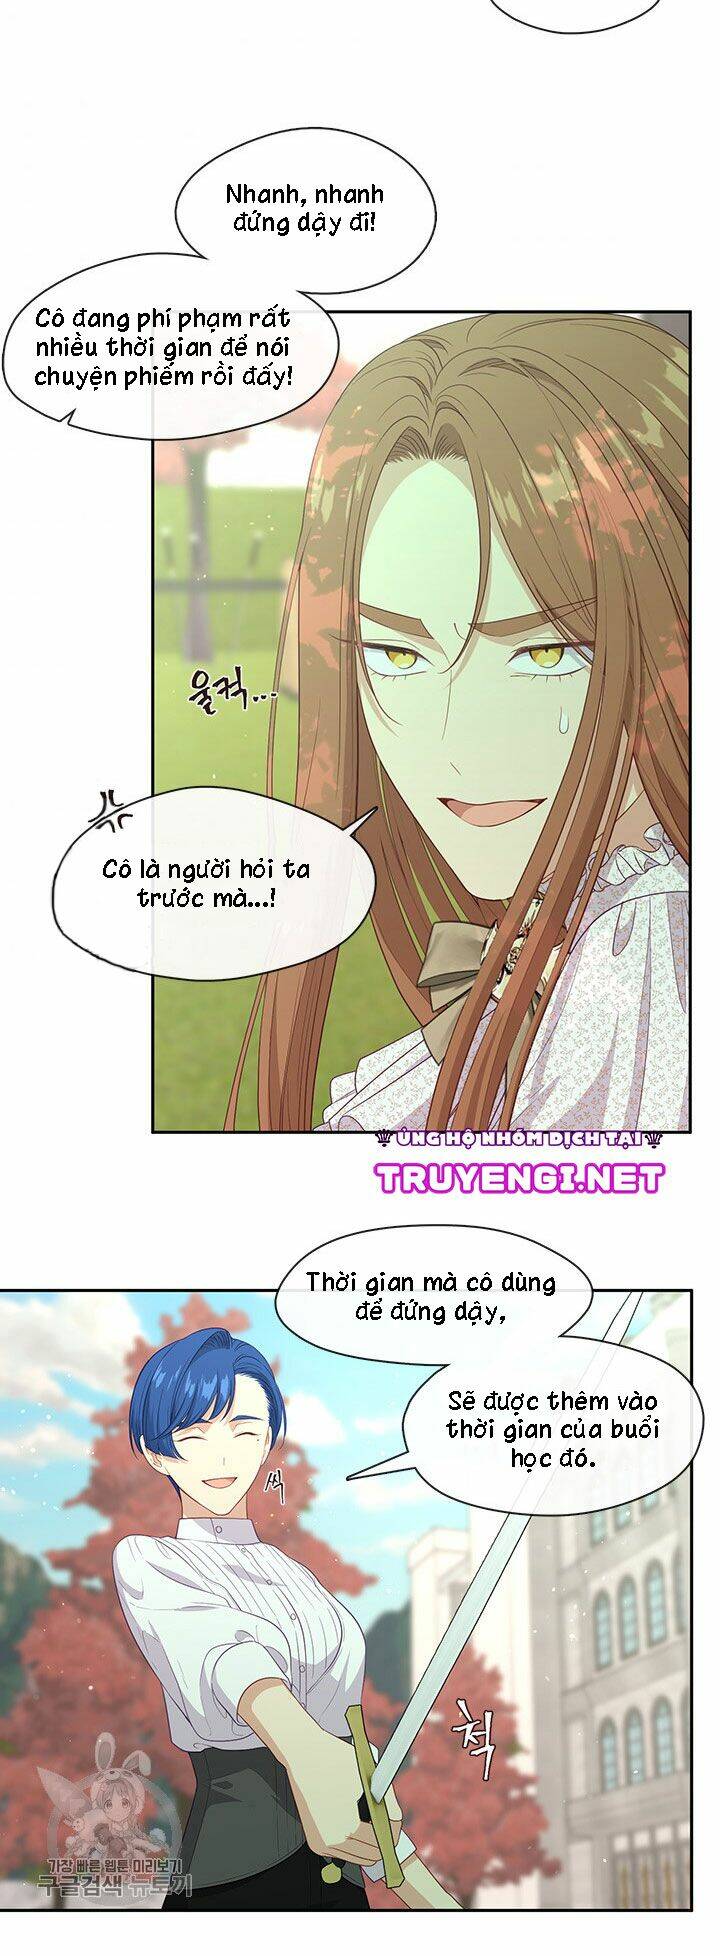 Nhanh, nhanh
đứng dậy đi!
Cô đang phí phạm rất
nhiều thời gian để nói
chuyện phiếm rồi đấy!
울컥...
Cô là người hỏi ta
trước mà...!
ỦNG HỘ NHÓM DỊCH TẠI
TRUYENGI.NET
Thời gian mà cô dùng
để đứng dậy,
Sẽ được thêm vào
thời gian của buổi
học đó.
씩
척
가장 빠른 웹툰 미리보기
구글검색 뉴토끼